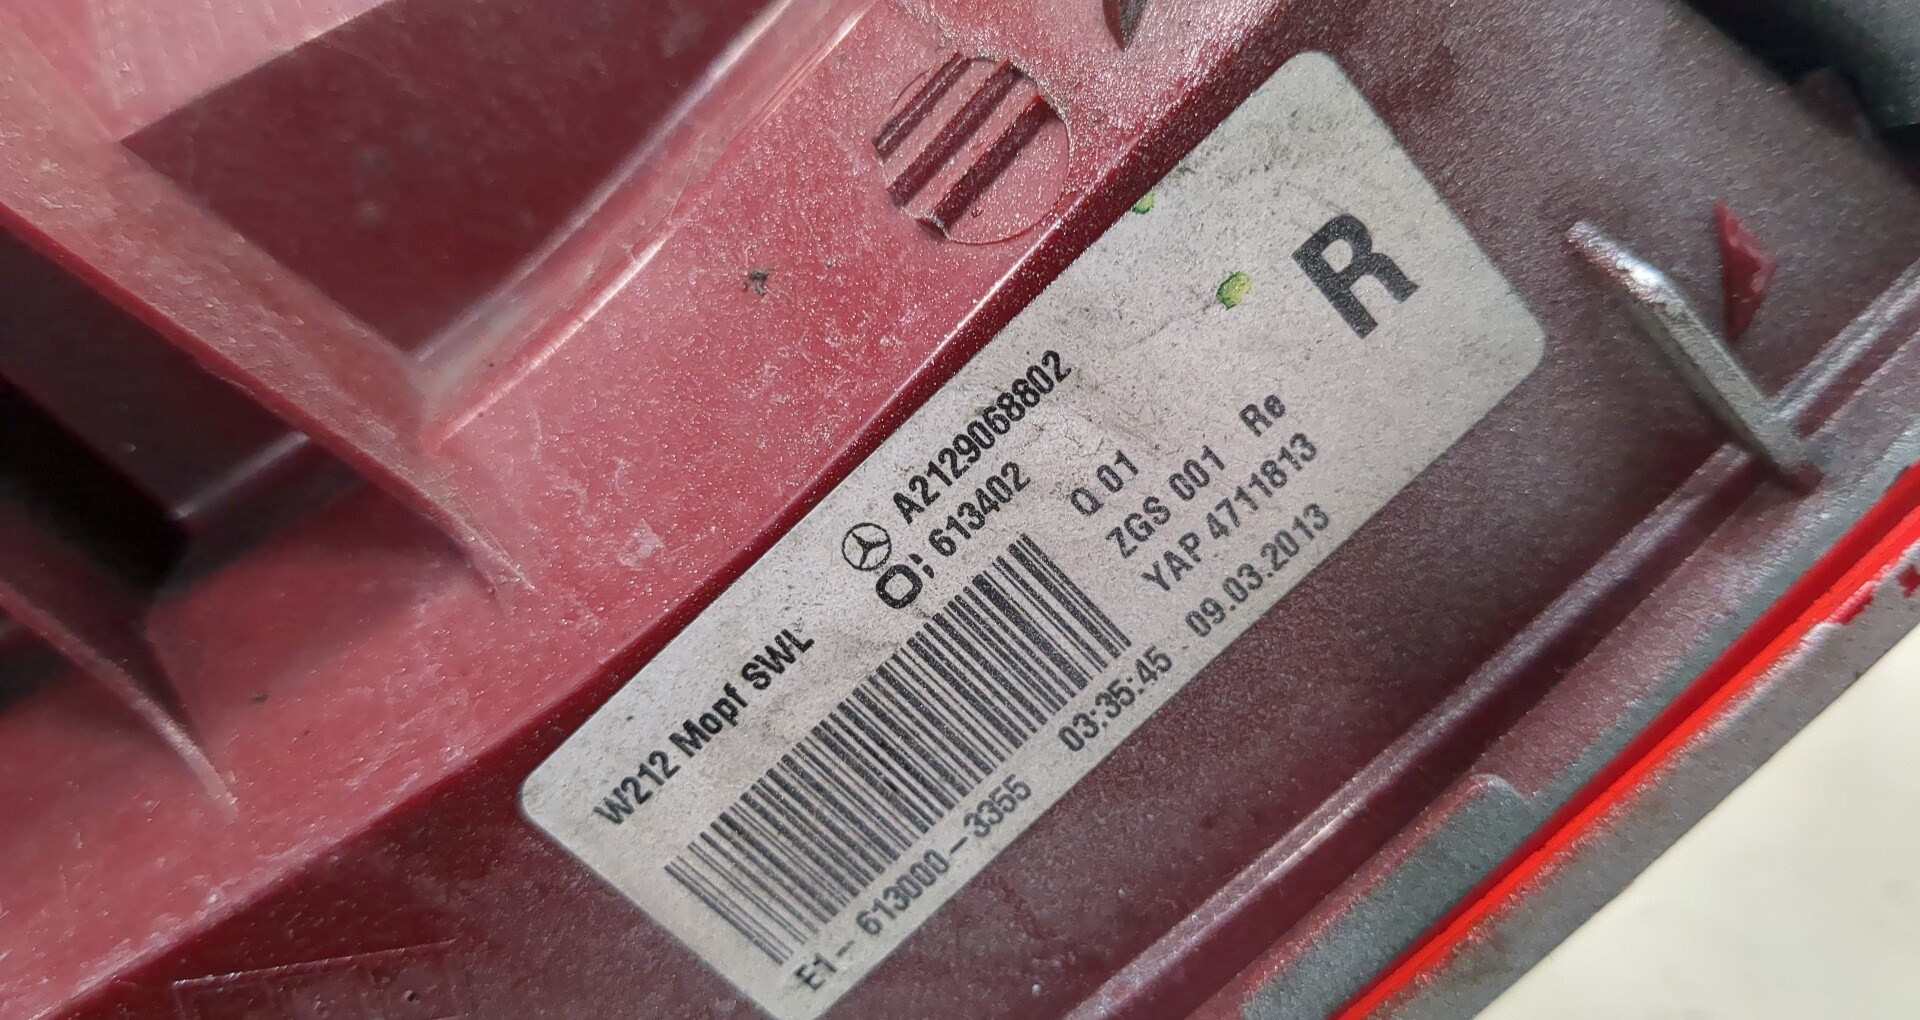 R
A2129068802
613402
Q 01
ZGS 001 Re
YAP 4711813
W212 Mopf SWL
03:35:45 09.03.2013
E1-- 613000--3355